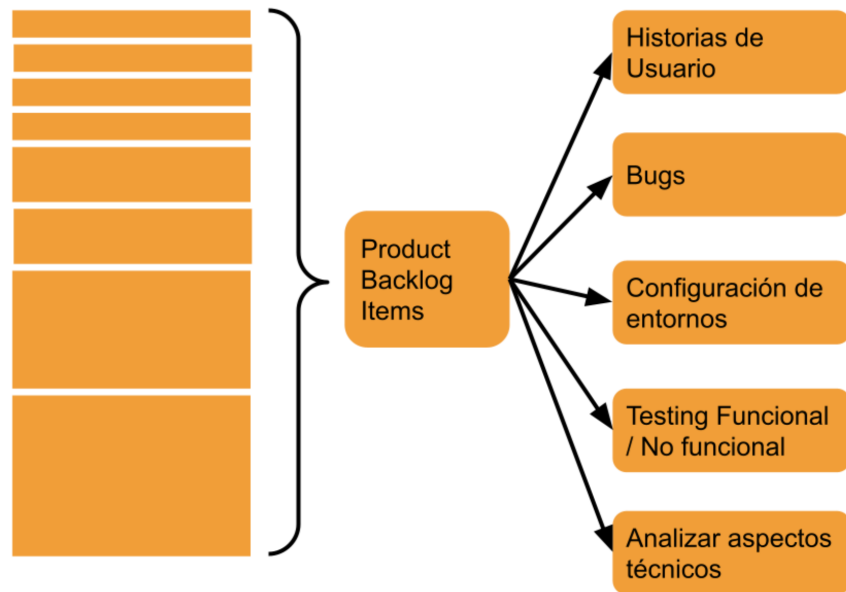 Product
Backlog
Items
Historias de
Usuario
Bugs
Configuración de
entornos
Testing Funcional
/ No funcional
Analizar aspectos
técnicos